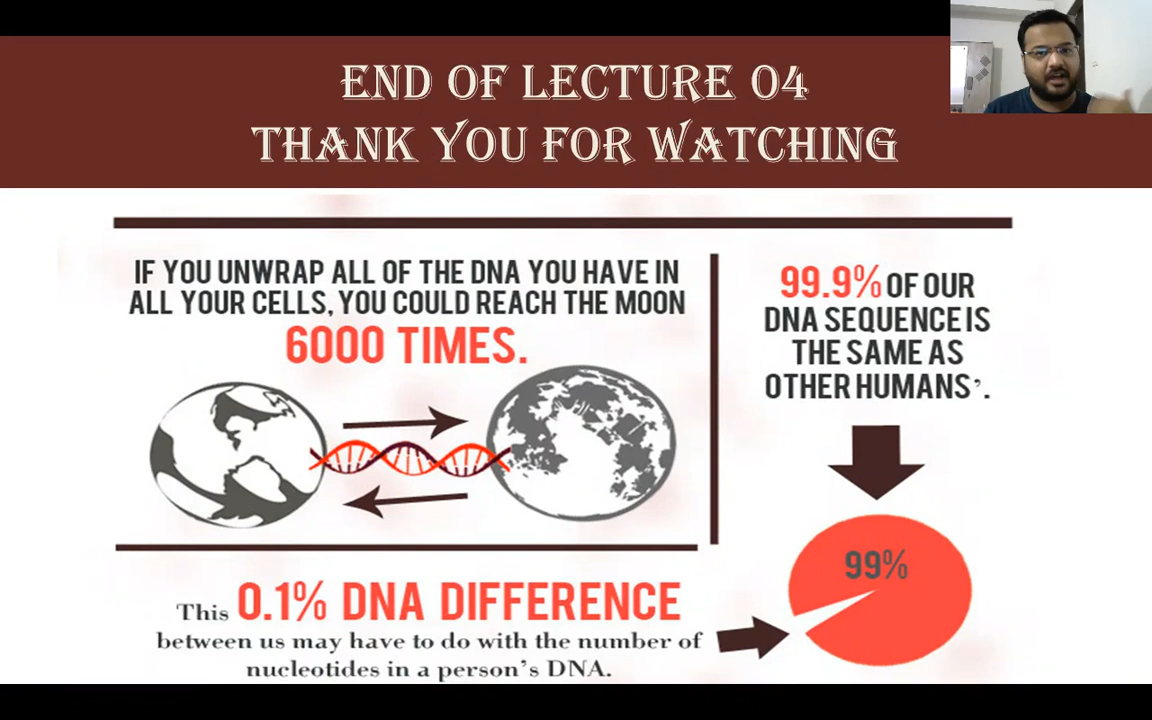 END OF LECTURE 04
THANK YOU FOR WATCHING
IF YOU UNWRAP ALL OF THE DNA YOU HAVE IN
ALL YOUR CELLS, YOU COULD REACH THE MOON
6000 TIMES.
99.9% OF OUR
DNA SEQUENCE IS
THE SAME AS
OTHER HUMANS’.
99%
This 0.1% DNA DIFFERENCE
between us may have to do with the number of
nucleotides in a person’s DNA.